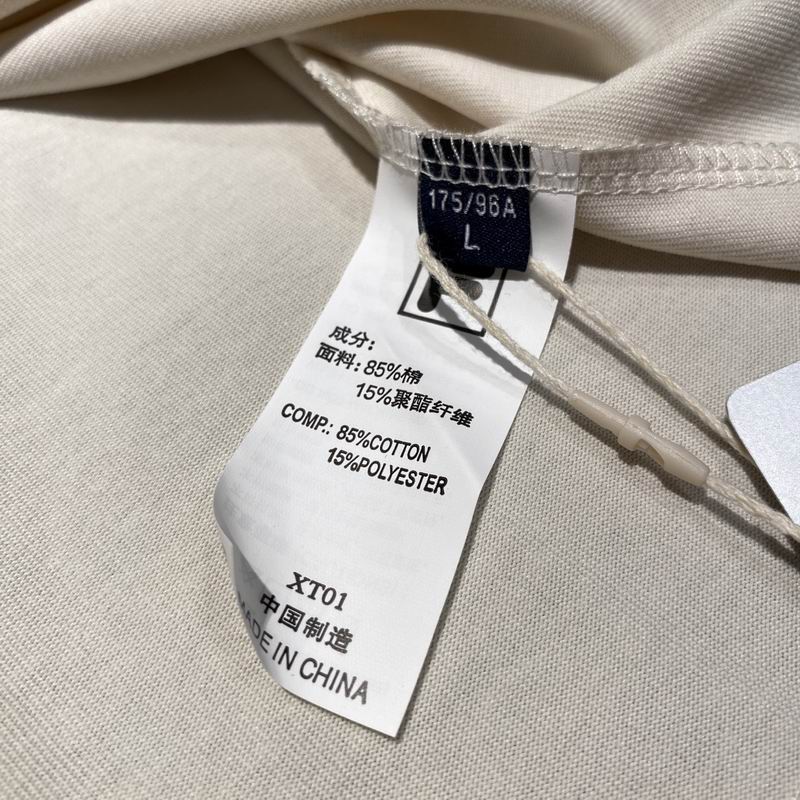 175/96A
L
成分:
面料: 85%棉
15%聚酯纤维
COMP.: 85%COTTON
15%POLYESTER
XT01
中国制造
MADE IN CHINA